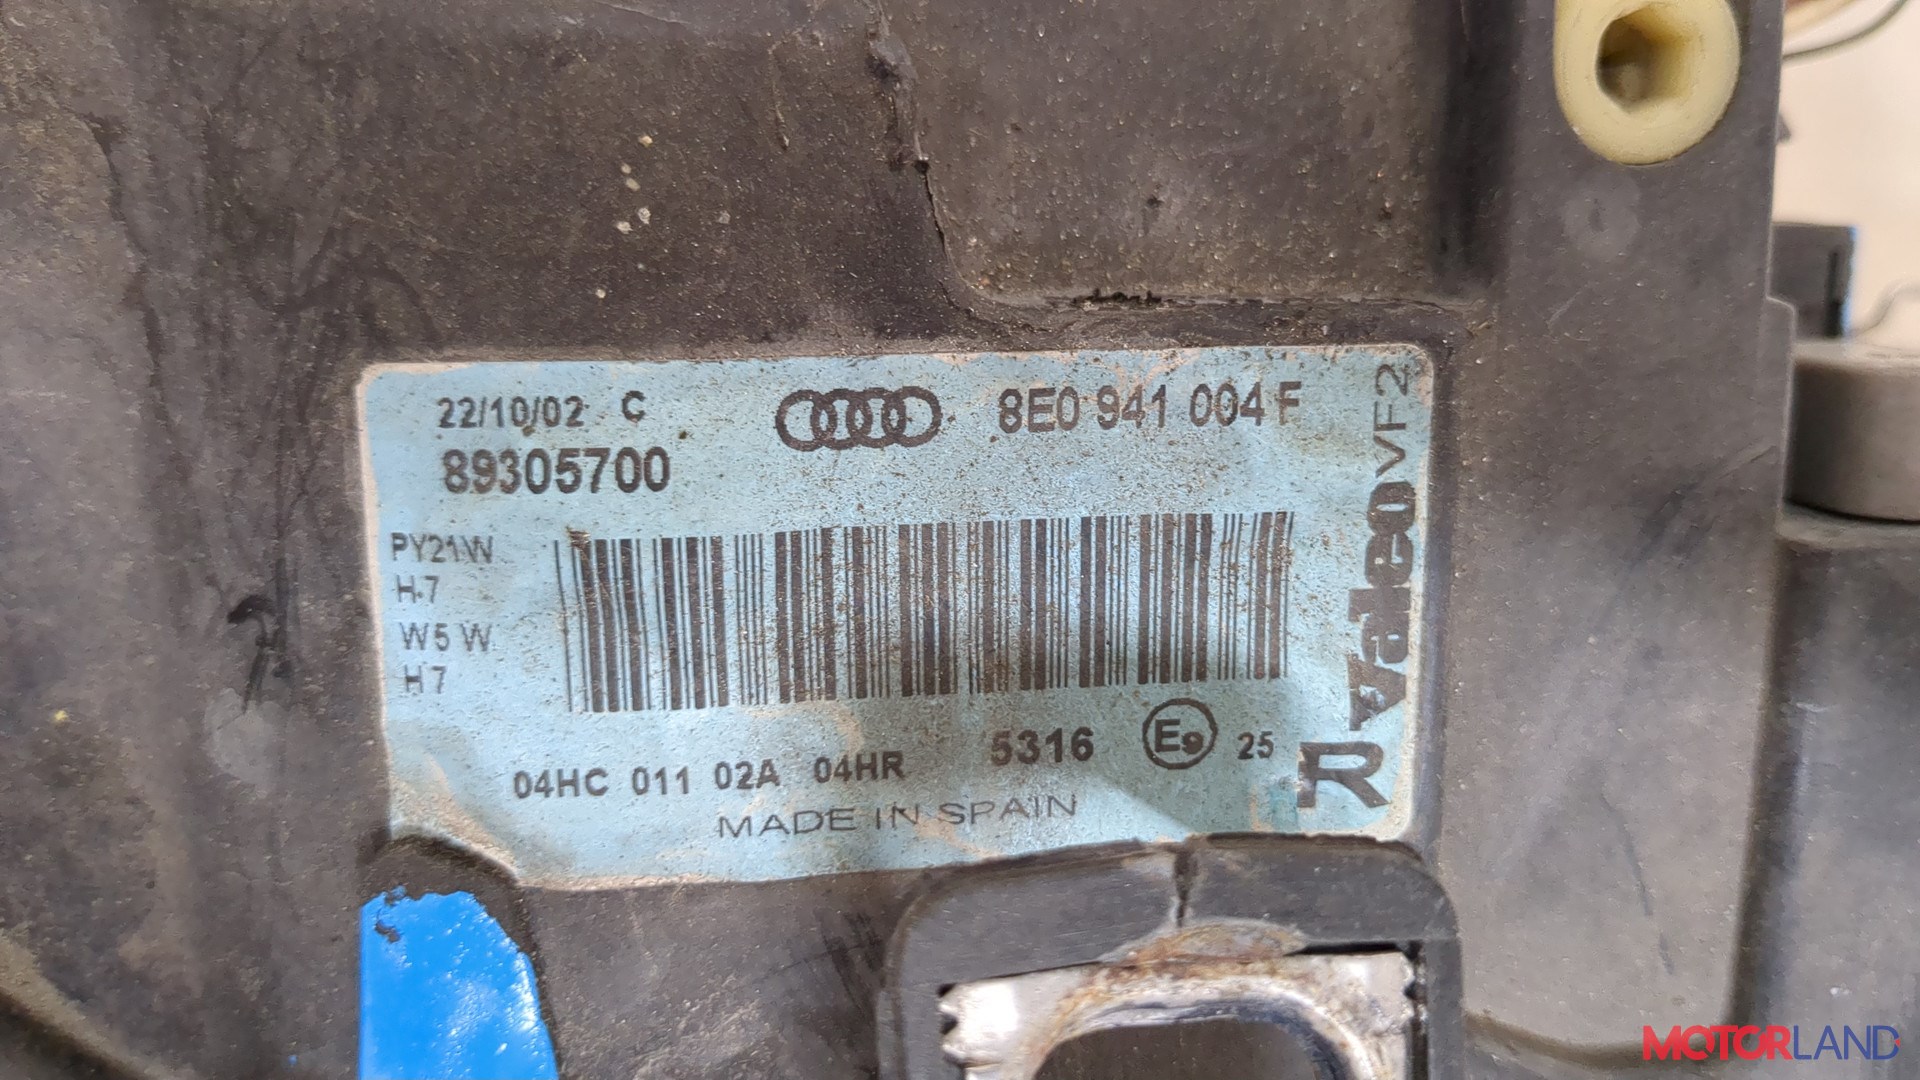 22/10/02 C
8E0 941 004 F
89305700
PY21W
H7
W5W
H7
04HC 011 02A 04HR 5316 E9 25
MADE IN SPAIN
Valeo VF2
R
MOTORLAND